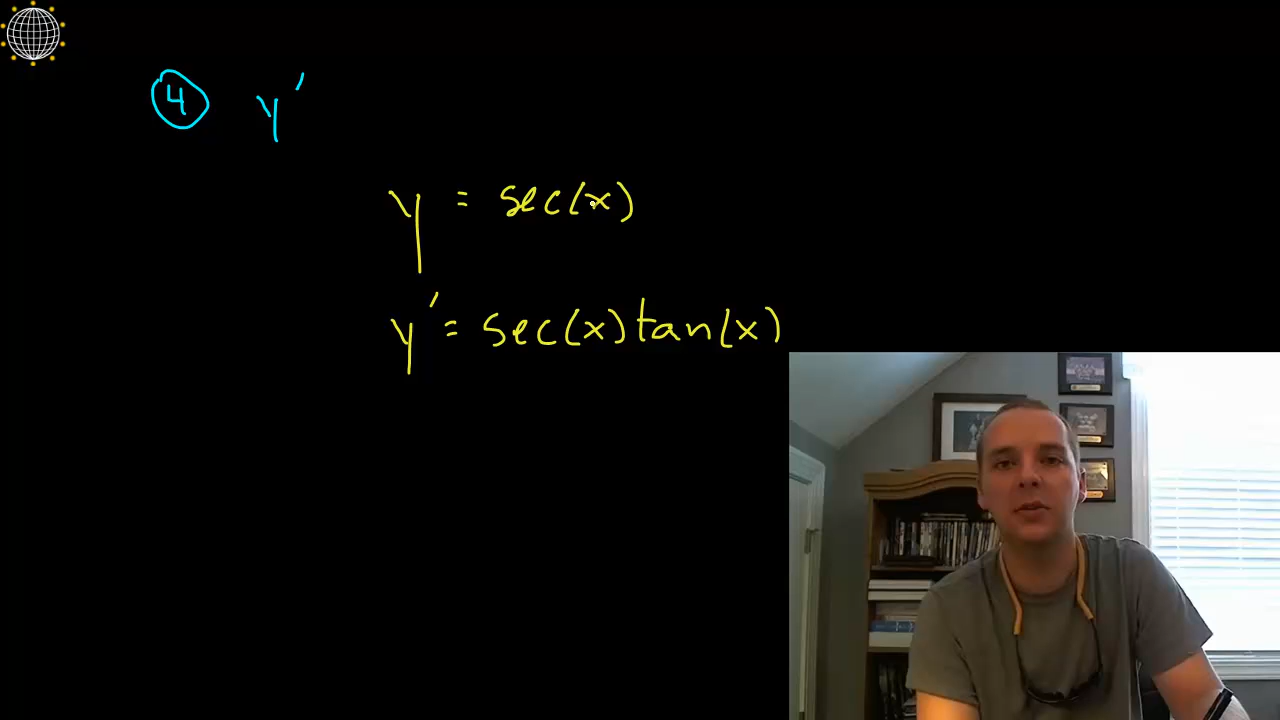 4 y'
y = sec(x)
y' = sec(x)tan(x)